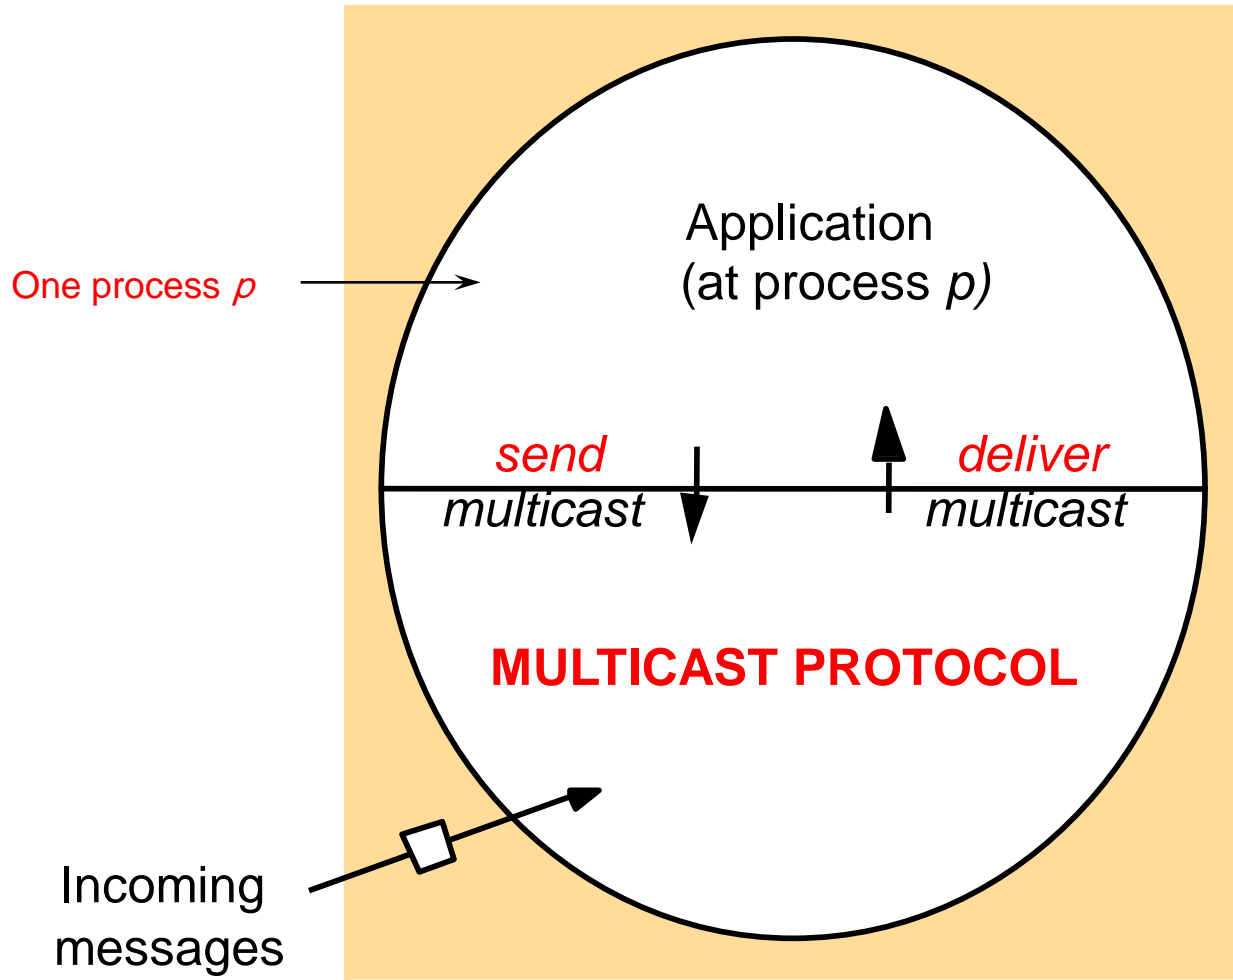 Application
(at process p)
One process p
send
multicast
deliver
multicast
MULTICAST PROTOCOL
Incoming
messages